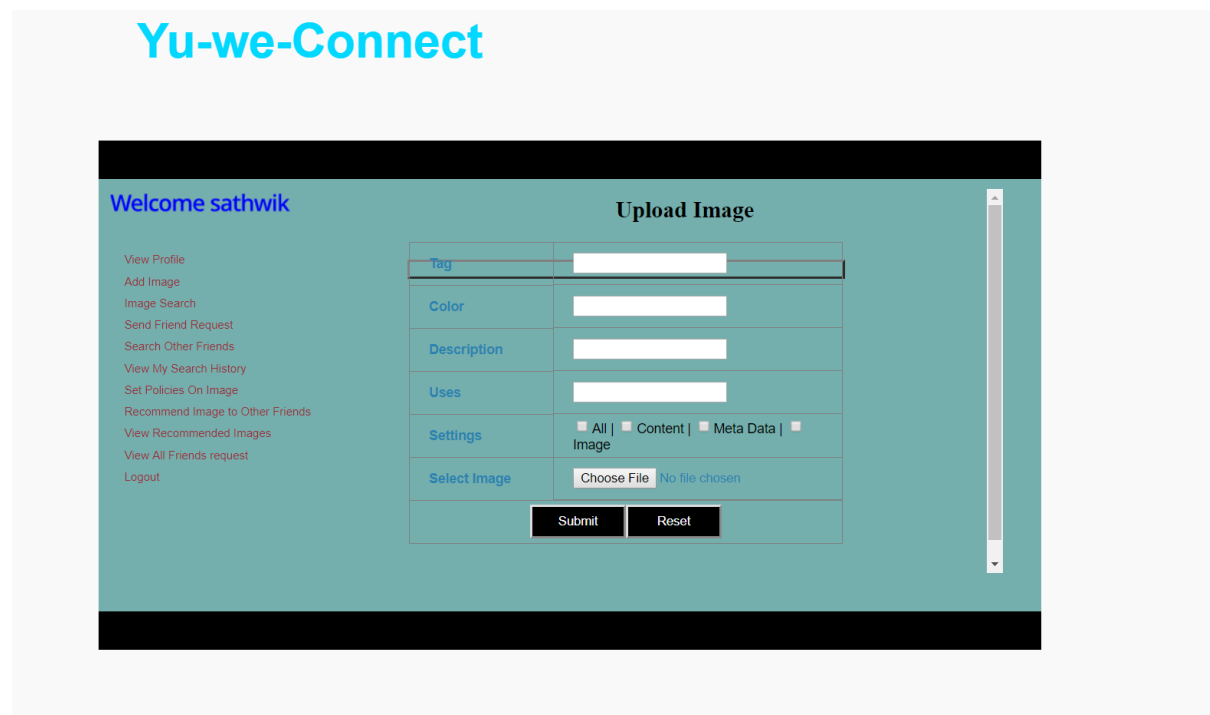 Yu-we-Connect
Welcome sathwik
View Profile
Add Image
Image Search
Send Friend Request
Search Other Friends
View My Search History
Set Policies On Image
Recommend Image to Other Friends
View Recommended Images
View All Friends request
Logout
Upload Image
Tag
Color
Description
Uses
Settings All | Content | Meta Data |
Image
Select Image Choose File No file chosen
Submit Reset